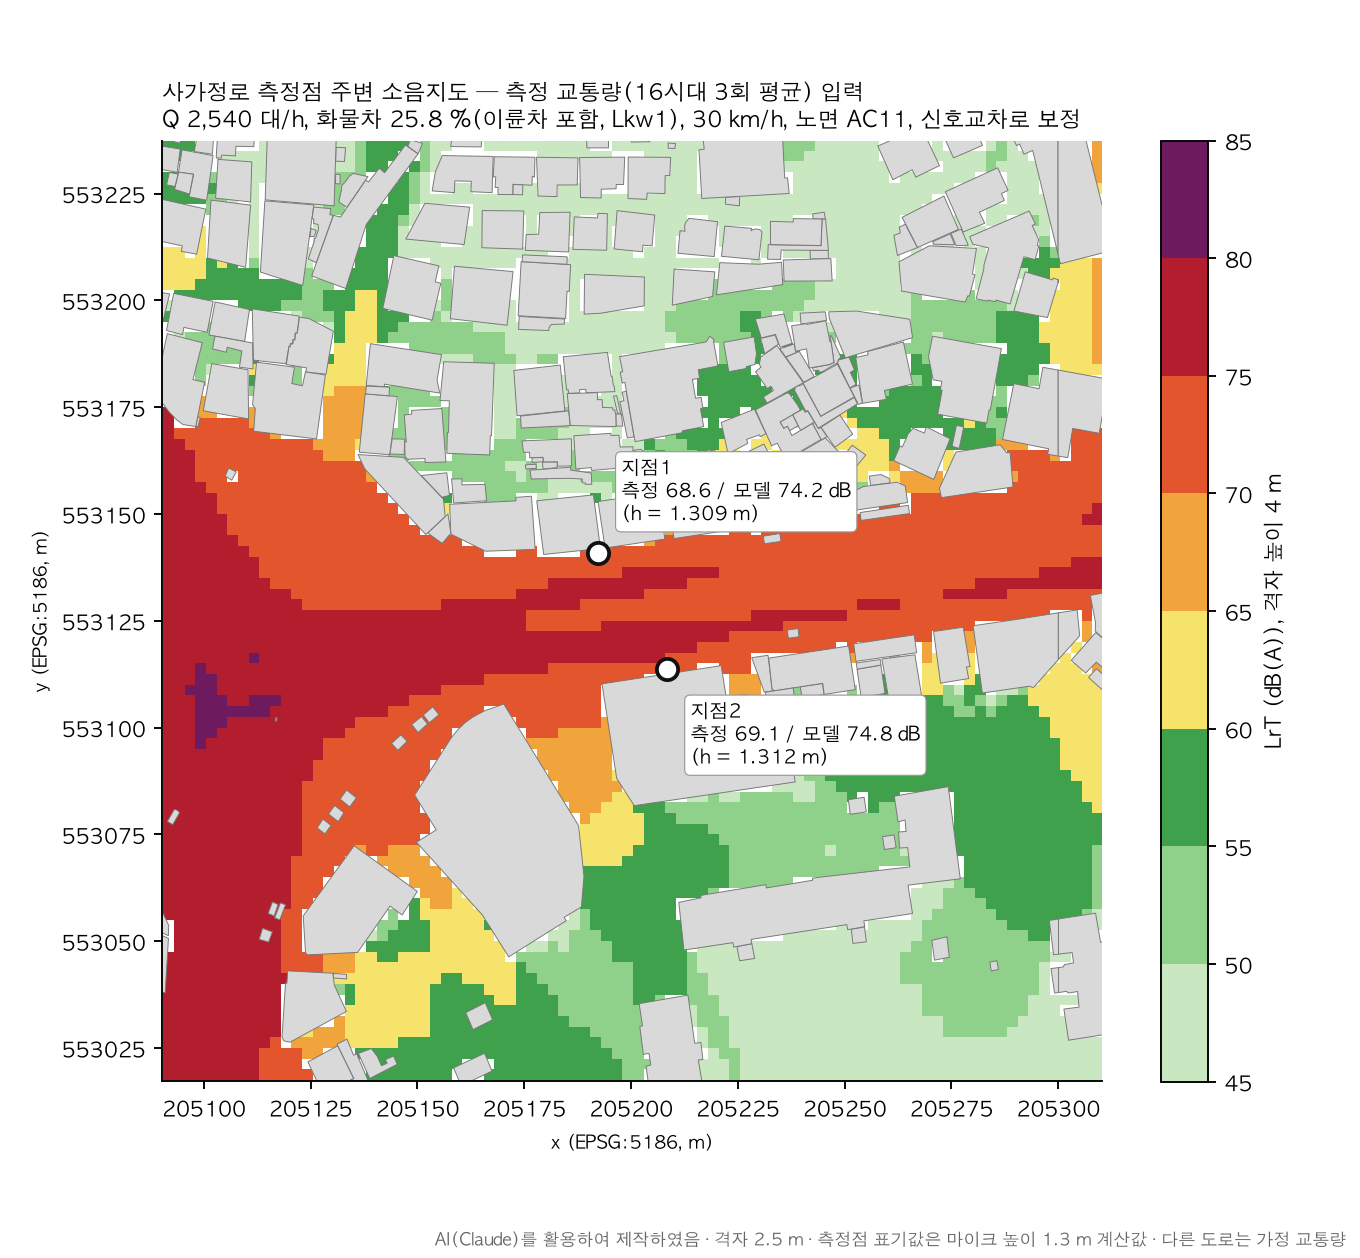 사가정로 측정점 주변 소음지도 — 측정 교통량(16시대 3회 평균) 입력
Q 2,540 대/h, 화물차 25.8 %(이륜차 포함, Lkw1), 30 km/h, 노면 AC11, 신호교차로 보정
y (EPSG:5186, m)
553225
553200
553175
553150
553125
553100
553075
553050
553025
지점1
측정 68.6 / 모델 74.2 dB
(h = 1.309 m)
지점2
측정 69.1 / 모델 74.8 dB
(h = 1.312 m)
205100 205125 205150 205175 205200 205225 205250 205275 205300
x (EPSG:5186, m)
85
80
75
70
65
60
55
50
45
LrT (dB(A)), 격자 높이 4 m
AI(Claude)를 활용하여 제작하였음 · 격자 2.5 m · 측정점 표기값은 마이크 높이 1.3 m 계산값 · 다른 도로는 가정 교통량